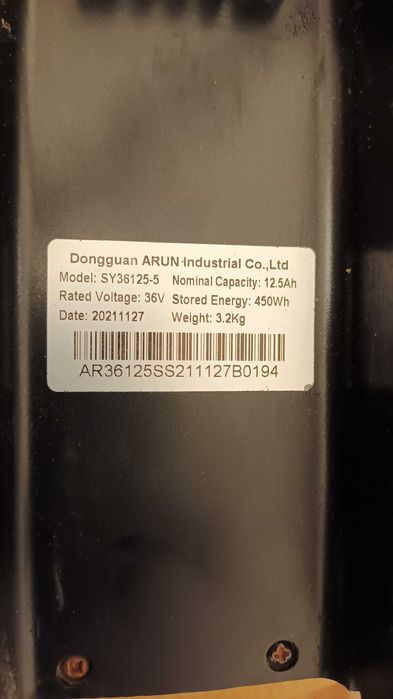 Dongguan ARUN Industrial Co.,Ltd
Model: SY36125-5 Nominal Capacity: 12.5Ah
Rated Voltage: 36V Stored Energy: 450Wh
Date: 20211127 Weight: 3.2Kg
AR36125SS211127B0194